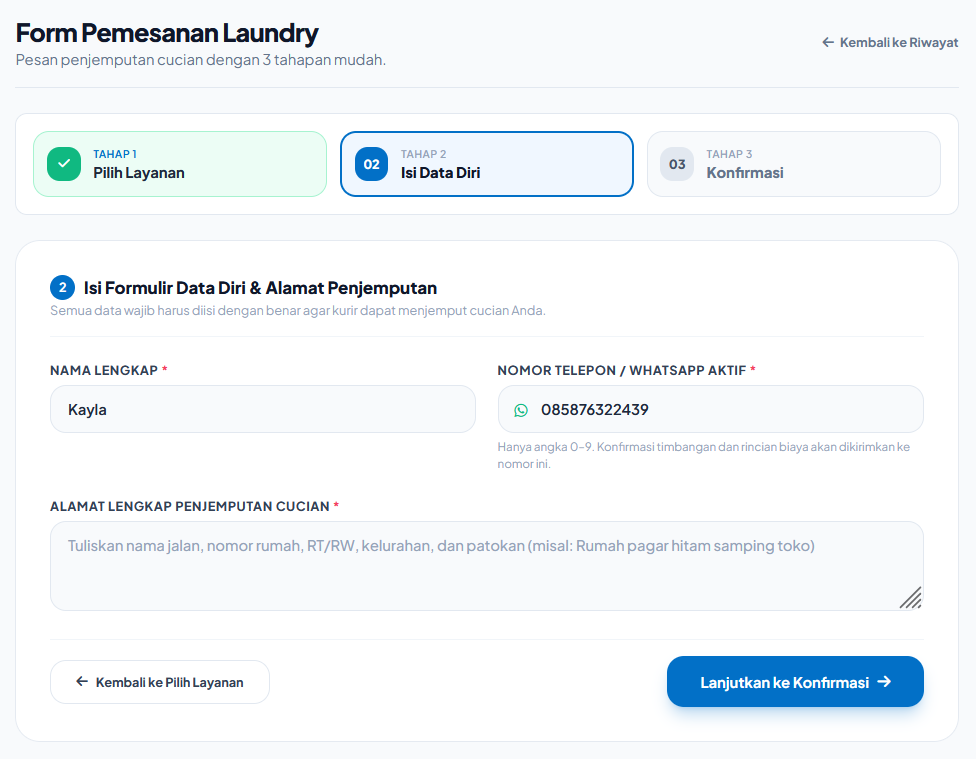 Form Pemesanan Laundry
Pesan penjemputan cucian dengan 3 tahapan mudah.
← Kembali ke Riwayat
TAHAP 1
Pilih Layanan
02
TAHAP 2
Isi Data Diri
03
TAHAP 3
Konfirmasi
2
Isi Formulir Data Diri & Alamat Penjemputan
Semua data wajib harus diisi dengan benar agar kurir dapat menjemput cucian Anda.
NAMA LENGKAP *
Kayla
NOMOR TELEPON / WHATSAPP AKTIF *
085876322439
Hanya angka 0-9. Konfirmasi timbangan dan rincian biaya akan dikirimkan ke
nomor ini.
ALAMAT LENGKAP PENJEMPUTAN CUCIAN *
Tuliskan nama jalan, nomor rumah, RT/RW, kelurahan, dan patokan (misal: Rumah pagar hitam samping toko)
← Kembali ke Pilih Layanan
Lanjutkan ke Konfirmasi →